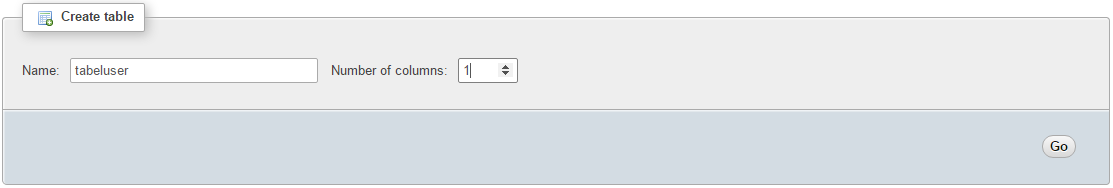 Create table
Name: tabeluser Number of columns: 1
Go